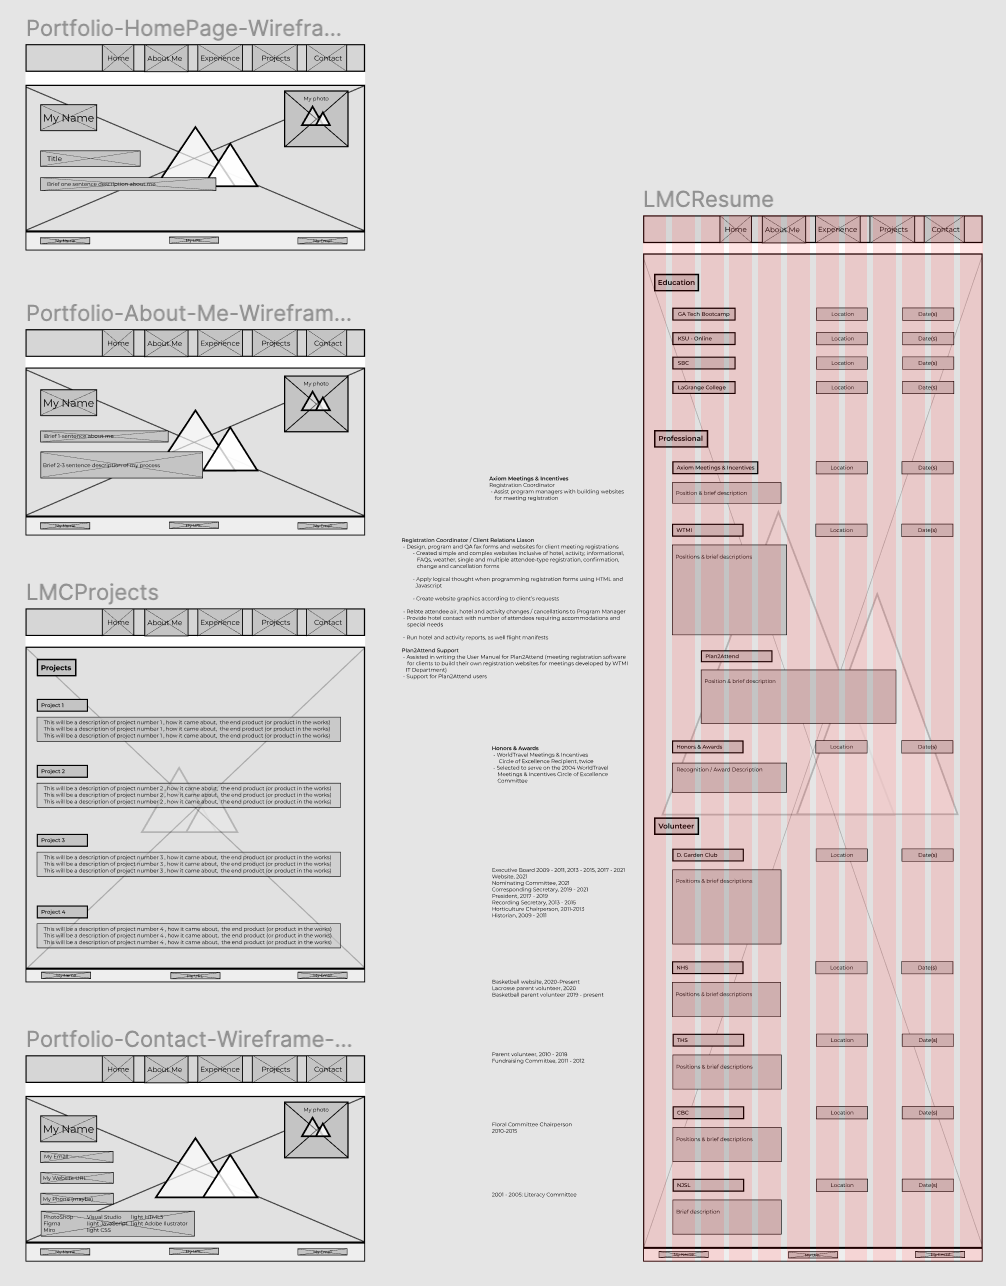 Portfolio-HomePage-Wirefra...
Home
About Me
Experience
Projects
Contact
My photo
My Name
Title
Brief one sentence description about me
My Name
My URL
My Email
Portfolio-About-Me-Wirefram...
Home
About Me
Experience
Projects
Contact
My photo
My Name
Brief 1 sentence about me
Brief 2-3 sentence description of my process
My Name
My URL
My Email
LMCProjects
Home
About Me
Experience
Projects
Contact
Projects
Project 1
This will be a description of project number 1, how it came about, the end product (or product in the works)
This will be a description of project number 1, how it came about, the end product (or product in the works)
This will be a description of project number 1, how it came about, the end product (or product in the works)
Project 2
This will be a description of project number 2, how it came about, the end product (or product in the works)
This will be a description of project number 2, how it came about, the end product (or product in the works)
This will be a description of project number 2, how it came about, the end product (or product in the works)
Project 3
This will be a description of project number 3, how it came about, the end product (or product in the works)
This will be a description of project number 3, how it came about, the end product (or product in the works)
This will be a description of project number 3, how it came about, the end product (or product in the works)
Project 4
This will be a description of project number 4, how it came about, the end product (or product in the works)
This will be a description of project number 4, how it came about, the end product (or product in the works)
This will be a description of project number 4, how it came about, the end product (or product in the works)
My Name
My URL
My Email
Portfolio-Contact-Wireframe-...
Home
About Me
Experience
Projects
Contact
My photo
My Name
My Email
My Website URL
My Phone (maybe)
PhotoShop Visual Studio light HTML5
Figma light JavaScript light Adobe Illustrator
Miro light CSS
My Name
My URL
My Email
Axiom Meetings & Incentives
Registration Coordinator
- Assist program managers with building websites
for meeting registration
Registration Coordinator / Client Relations Liason
- Design, program and QA fax forms and websites for client meeting registrations
- Created simple and complex websites inclusive of hotel, activity, informational,
FAQs, weather, single and multiple attendee-type registration, confirmation,
change and cancellation forms
- Apply logical thought when programming registration forms using HTML and
Javascript
- Create website graphics according to client's requests
- Relate attendee air, hotel and activity changes / cancellations to Program Manager
- Provide hotel contact with number of attendees requiring accommodations and
special needs
- Run hotel and activity reports, as well flight manifests
Plan2Attend Support
- Assisted in writing the User Manuel for Plan2Attend (meeting registration software
for clients to build their own registration websites for meetings developed by WTMI
IT Department)
- Support for Plan2Attend users
Honors & Awards
- WorldTravel Meetings & Incentives
Circle of Excellence Recipient, twice
- Selected to serve on the 2004 WorldTravel
Meetings & Incentives Circle of Excellence
Committee
Executive Board 2009 - 2011, 2013 - 2015, 2017 - 2021
Website, 2021
Nominating Committee, 2021
Corresponding Secretary, 2019 - 2021
President, 2017 - 2019
Recording Secretary, 2013 - 2015
Horticulture Chairperson, 2011-2013
Historian, 2009 - 2011
Basketball website, 2020-Present
Lacrosse parent volunteer, 2020
Basketball parent volunteer 2019 - present
Parent volunteer, 2010 - 2018
Fundraising Committee, 2011 - 2012
Floral Committee Chairperson
2010-2015
2001 - 2005: Literacy Committee
LMCResume
Home
About Me
Experience
Projects
Contact
Education
GA Tech Bootcamp
Location
Date(s)
KSU - Online
Location
Date(s)
SBC
Location
Date(s)
LaGrange College
Location
Date(s)
Professional
Axiom Meetings & Incentives
Location
Date(s)
Position & brief description
WTMI
Location
Date(s)
Positions & brief descriptions
Plan2Attend
Position & brief description
Honors & Awards
Location
Date(s)
Recognition / Award Description
Volunteer
D. Garden Club
Location
Date(s)
Positions & brief descriptions
NHS
Location
Date(s)
Positions & brief descriptions
THS
Location
Date(s)
Positions & brief descriptions
CBC
Location
Date(s)
Positions & brief descriptions
NJSL
Location
Date(s)
Brief description
My Name
My URL
My Email